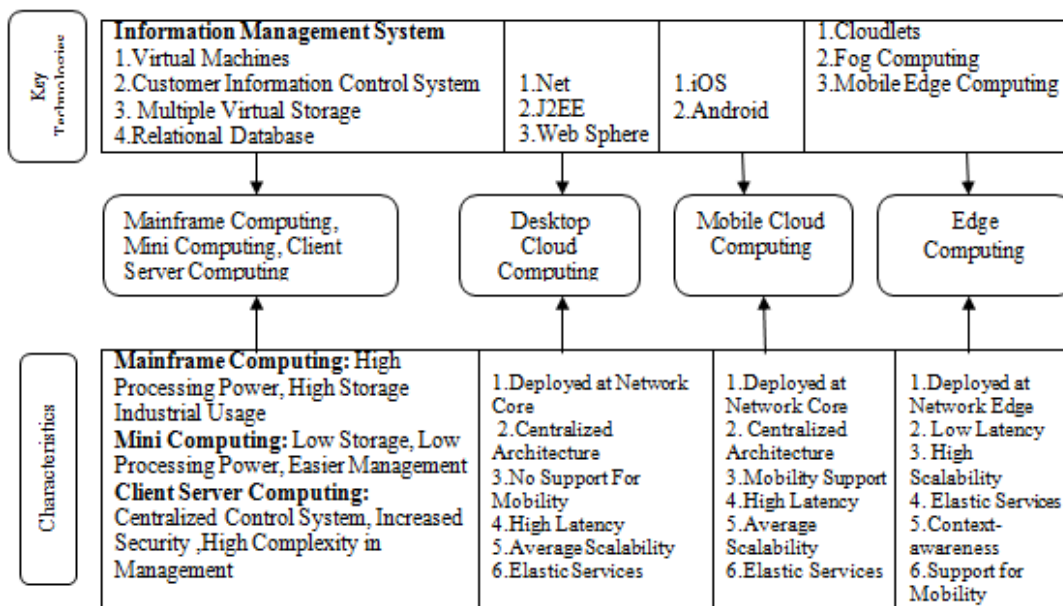 Key
Technologies
Information Management System
1.Virtual Machines
2.Customer Information Control System
3. Multiple Virtual Storage
4.Relational Database
1.Net
2.J2EE
3.Web Sphere
1.iOS
2.Android
1.Cloudlets
2.Fog Computing
3.Mobile Edge Computing
Mainframe Computing,
Mini Computing, Client
Server Computing
Desktop
Cloud
Computing
Mobile Cloud
Computing
Edge
Computing
Characteristics
Mainframe Computing: High
Processing Power, High Storage
Industrial Usage
Mini Computing: Low Storage, Low
Processing Power, Easier Management
Client Server Computing:
Centralized Control System, Increased
Security ,High Complexity in
Management
1.Deployed at Network
Core
2.Centralized
Architecture
3.No Support For
Mobility
4.High Latency
5.Average Scalability
6.Elastic Services
1.Deployed at
Network Core
2. Centralized
Architecture
3.Mobility Support
4.High Latency
5.Average
Scalability
6.Elastic Services
1.Deployed at
Network Edge
2. Low Latency
3. High
Scalability
4. Elastic Services
5.Context-
awareness
6.Support for
Mobility